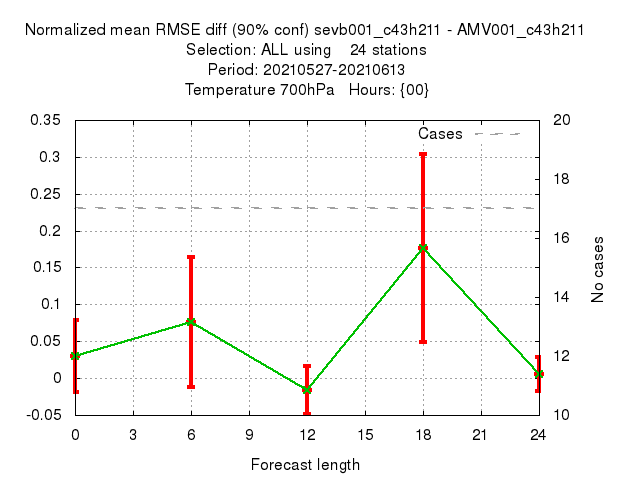 Normalized mean RMSE diff (90% conf) sevb001_c43h211 - AMV001_c43h211
Selection: ALL using    24 stations
Period: 20210527-20210613
Temperature 700hPa   Hours: {00}
Cases
0.35
0.3
0.25
0.2
0.15
0.1
0.05
0
-0.05
20
18
16
14
12
10
No cases
0 3 6 9 12 15 18 21 24
Forecast length